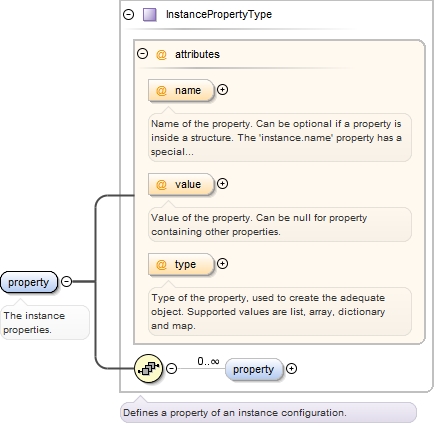 InstancePropertyType
@ attributes
@ name
Name of the property. Can be optional if a property is
inside a structure. The 'instance.name' property has a
special...
@ value
Value of the property. Can be null for property
containing other properties.
@ type
Type of the property, used to create the adequate
object. Supported values are list, array, dictionary
and map.
property
The instance
properties.
0..∞
property
Defines a property of an instance configuration.